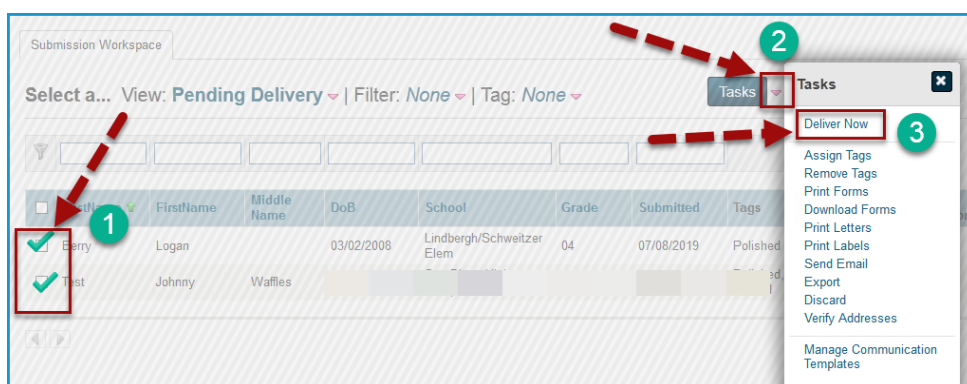 Submission Workspace
2
Select a... View: Pending Delivery | Filter: None | Tag: None
Tasks
Tasks
Deliver Now
3
Assign Tags
Remove Tags
Print Forms
Download Forms
Print Letters
Print Labels
Send Email
Export
Discard
Verify Addresses
Manage Communication
Templates
1
FirstName
Middle
Name
DoB
School
Grade
Submitted
Tags
Berry Logan 03/02/2008 Lindbergh/Schweitzer
Elem
04 07/08/2019 Polished
Test Johnny Waffles